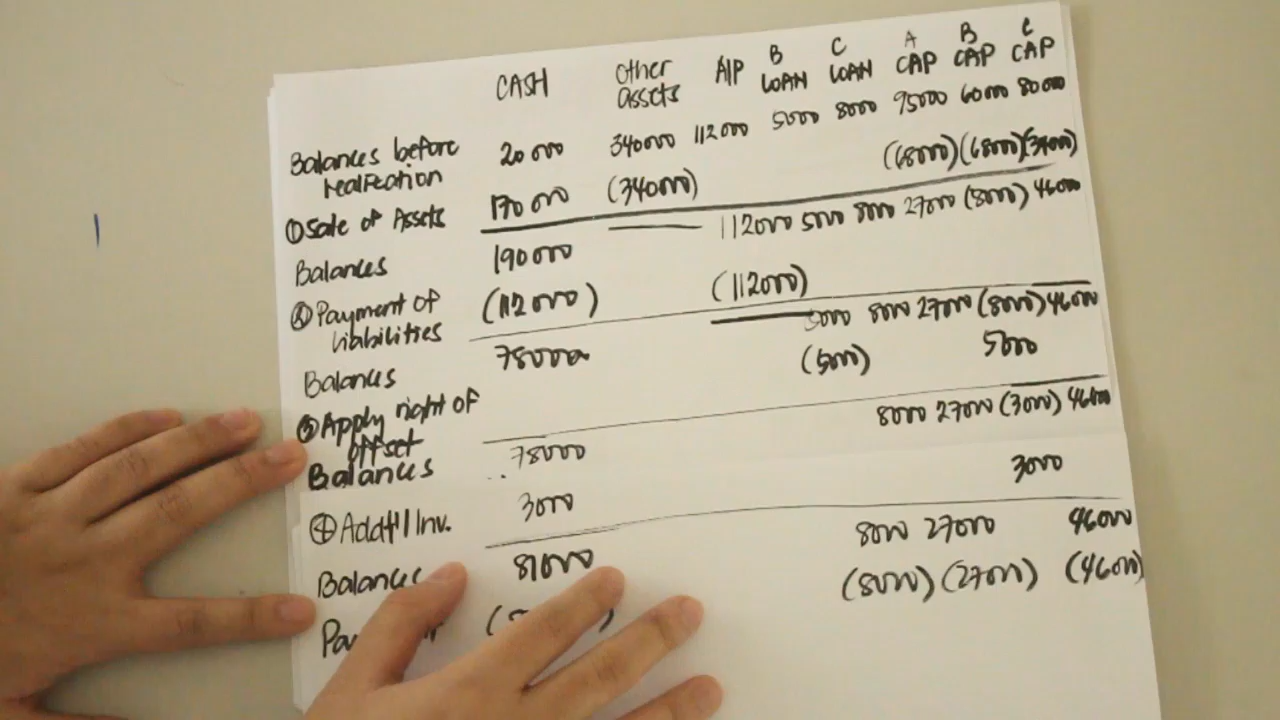 CASH Other Assets A/P B LOAN C LOAN A CAP B CAP C CAP
Balances before realization 20000 340000 112000 5000 8000 95000 60000 80000
① Sale of Assets 170000 (340000) (68000) (68000) (34000)
Balances 190000 112000 5000 8000 27000 (8000) 46000
② Payment of liabilities (112000) (112000)
Balances 78000 5000 8000 27000 (8000) 46000
③ Apply right of offset (5000) 5000
Balances 78000 8000 27000 (3000) 46000
④ Addt'l Inv. 3000 3000
Balances 81000 8000 27000 46000
(8000) (27000) (46000)